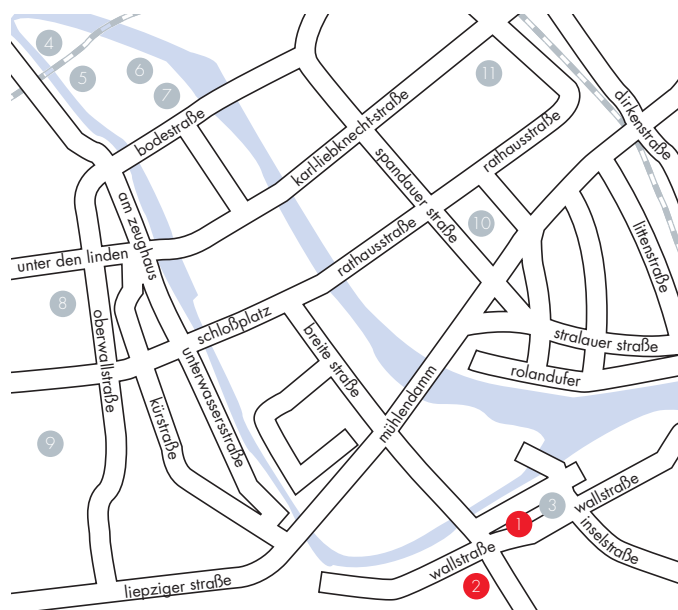 4
5
6
7
11
bodestraße
karl-liebknecht-straße
dirkenstraße
rathausstraße
spandauer straße
am zeughaus
unter den linden
10
littenstraße
rathausstraße
8
oberwallstraße
schloßplatz
breite straße
stralauer straße
unterwassersstraße
rolandufer
kürstraße
mühlendamm
9
wallstraße
3
1
inselstraße
wallstraße
liepziger straße
2